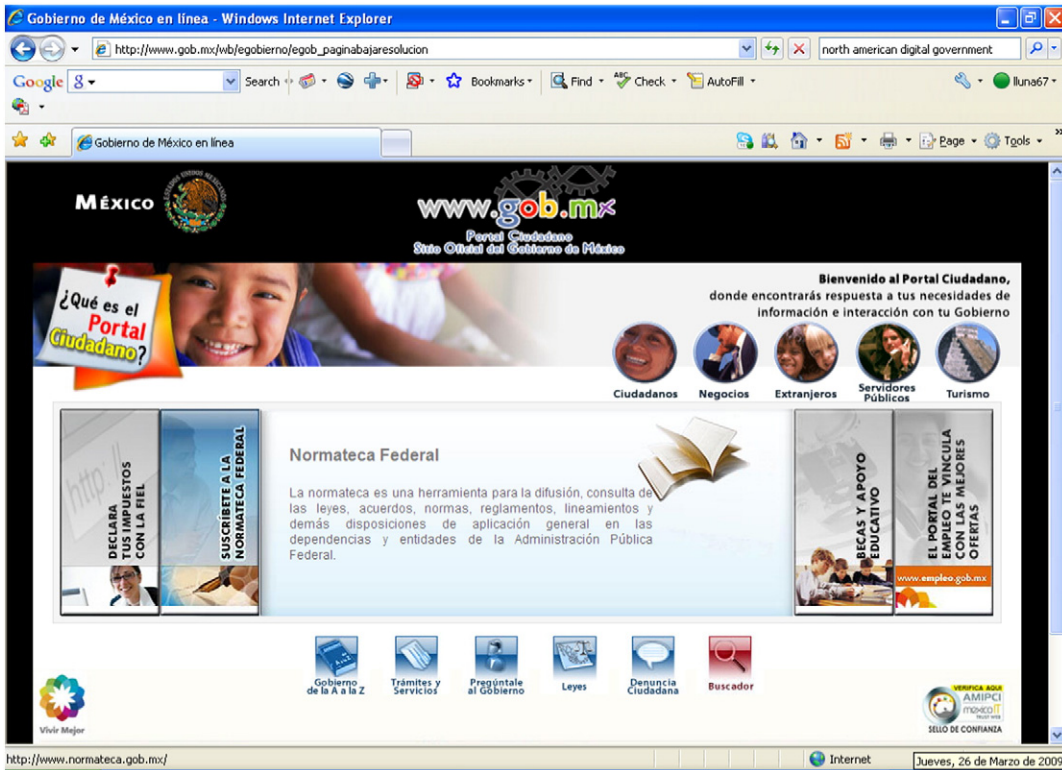 Gobierno de México en línea - Windows Internet Explorer
http://www.gob.mx/wb/egobierno/egob_paginabajaresolucion
north american digital government
Google
Search
Bookmarks
Find
Check
AutoFill
lluna67
Gobierno de México en línea
Page
Tools
MÉXICO
ESTADOS UNIDOS MEXICANOS
www.gob.mx
Portal Ciudadano
Sitio Oficial del Gobierno de México
¿Qué es el
Portal
Ciudadano?
Bienvenido al Portal Ciudadano,
donde encontrarás respuesta a tus necesidades de
información e interacción con tu Gobierno
Ciudadanos
Negocios
Extranjeros
Servidores
Públicos
Turismo
http://
DECLARA
TUS IMPUESTOS
CON LA FIEL
SUSCRÍBETE A LA
NORMATECA FEDERAL
Normateca Federal
La normateca es una herramienta para la difusión, consulta de
las leyes, acuerdos, normas, reglamentos, lineamientos y
demás disposiciones de aplicación general en las
dependencias y entidades de la Administración Pública
Federal.
BECAS Y APOYO
EDUCATIVO
EL PORTAL DEL
EMPLEO TE VINCULA
CON LAS MEJORES
OFERTAS
www.empleo.gob.mx
Gobierno
de la A a la Z
Trámites y
Servicios
Pregúntale
al Gobierno
Leyes
Denuncia
Ciudadana
Buscador
Vivir Mejor
VERIFICA AQUI
AMIPCI
méxicoIT
TRUST WEB
SELLO DE CONFIANZA
http://www.normateca.gob.mx/
Internet
Jueves, 26 de Marzo de 2009